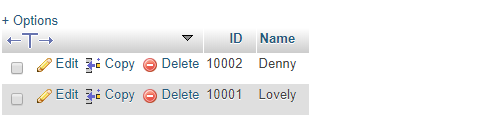 + Options
ID Name
Edit Copy Delete 10002 Denny
Edit Copy Delete 10001 Lovely